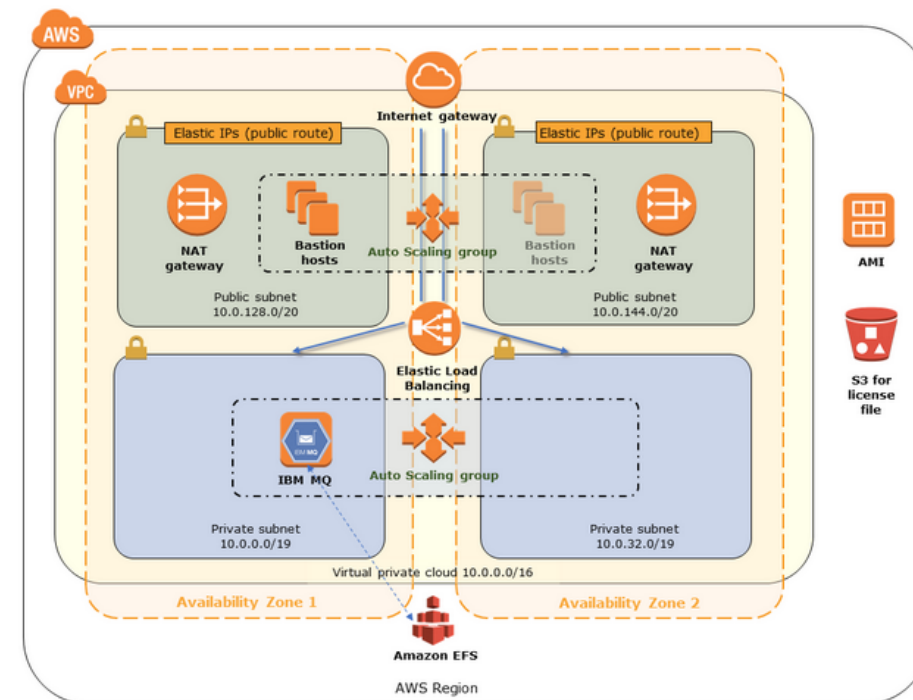 AWS
VPC
Internet gateway
Elastic IPs (public route)
Elastic IPs (public route)
NAT
gateway
Bastion
hosts
Auto Scaling group
Bastion
hosts
NAT
gateway
AMI
Public subnet
10.0.128.0/20
Public subnet
10.0.144.0/20
Elastic Load
Balancing
S3 for
license
file
IBM MQ
IBM MQ
Auto Scaling group
Private subnet
10.0.0.0/19
Private subnet
10.0.32.0/19
Virtual private cloud 10.0.0.0/16
Availability Zone 1
Availability Zone 2
Amazon EFS
AWS Region